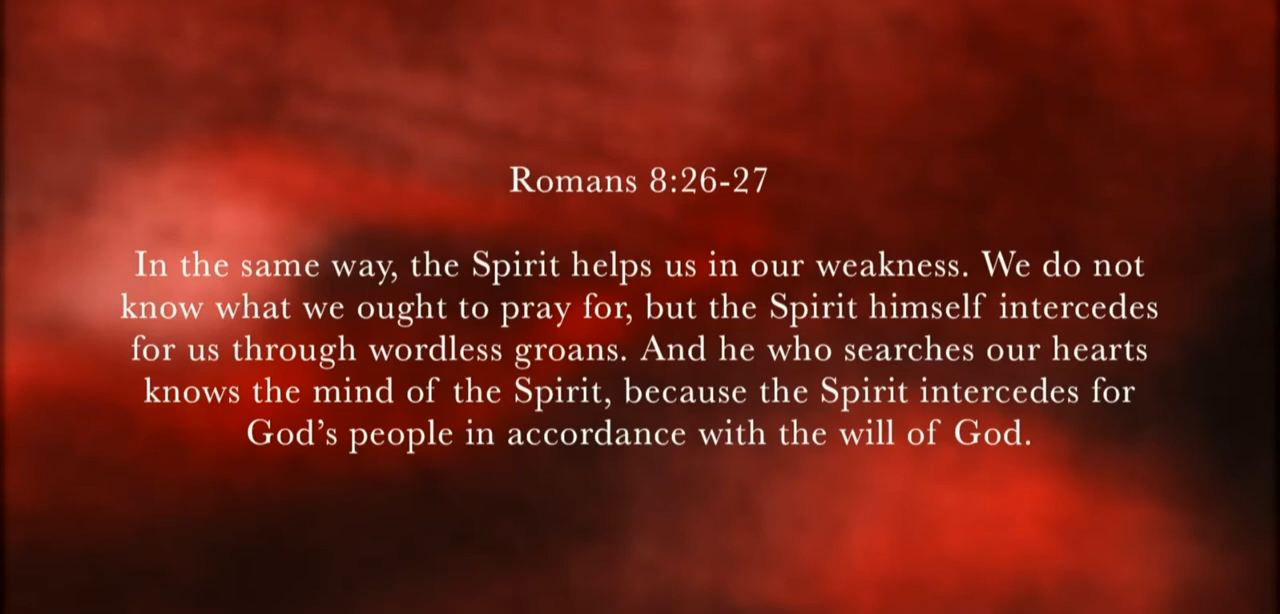 Romans 8:26-27
In the same way, the Spirit helps us in our weakness. We do not
know what we ought to pray for, but the Spirit himself intercedes
for us through wordless groans. And he who searches our hearts
knows the mind of the Spirit, because the Spirit intercedes for
God’s people in accordance with the will of God.